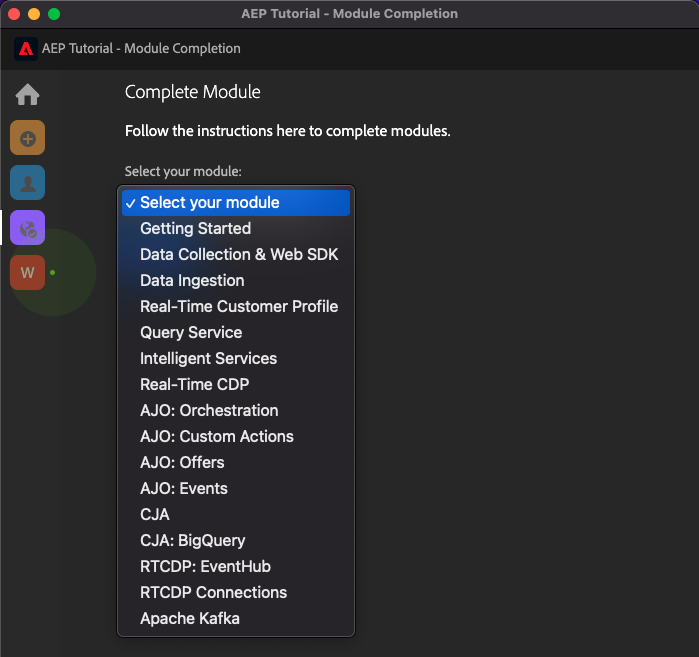 AEP Tutorial - Module Completion
AEP Tutorial - Module Completion
Complete Module
Follow the instructions here to complete modules.
Select your module:
✓ Select your module
Getting Started
Data Collection & Web SDK
Data Ingestion
Real-Time Customer Profile
Query Service
Intelligent Services
Real-Time CDP
AJO: Orchestration
AJO: Custom Actions
AJO: Offers
AJO: Events
CJA
CJA: BigQuery
RTCDP: EventHub
RTCDP Connections
Apache Kafka
W